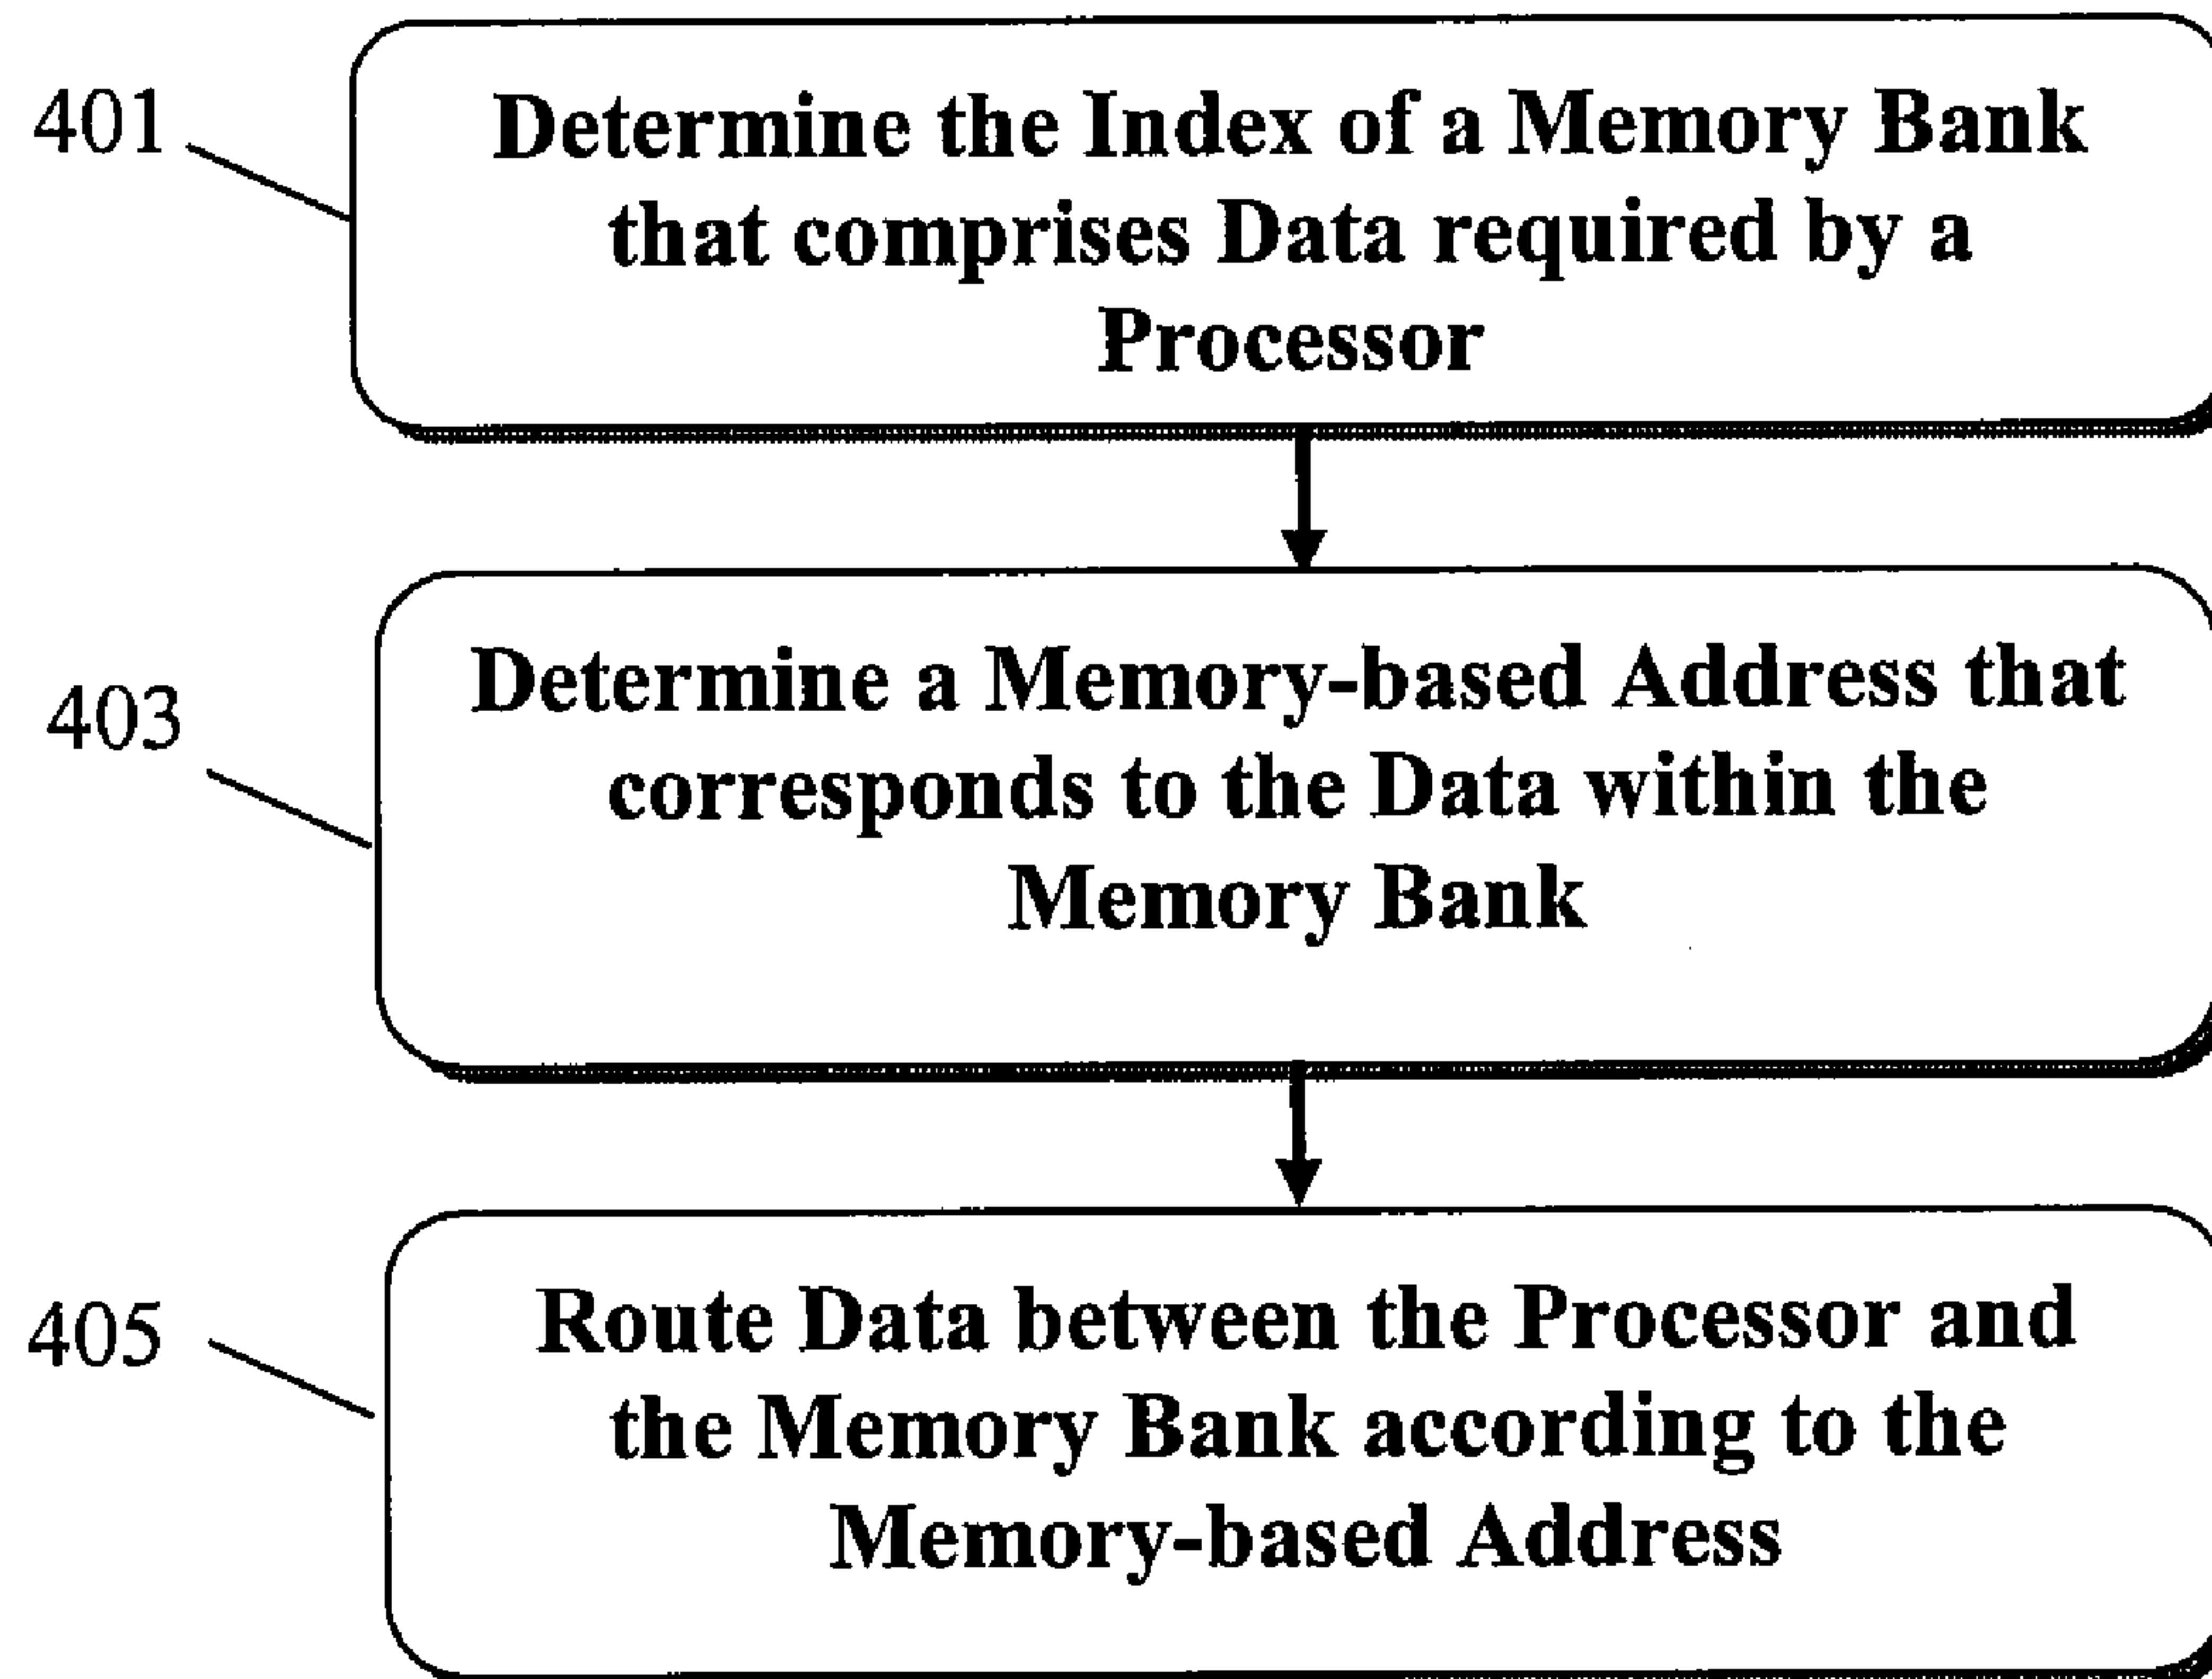 401
Determine the Index of a Memory Bank
that comprises Data required by a
Processor
403
Determine a Memory-based Address that
corresponds to the Data within the
Memory Bank
405
Route Data between the Processor and
the Memory Bank according to the
Memory-based Address